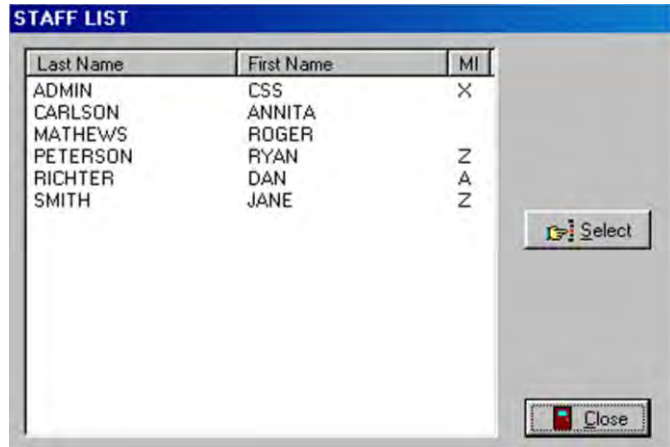 STAFF LIST
Last Name First Name MI
ADMIN CSS X
CARLSON ANNITA
MATHEWS ROGER
PETERSON RYAN Z
RICHTER DAN A
SMITH JANE Z
Select
Close